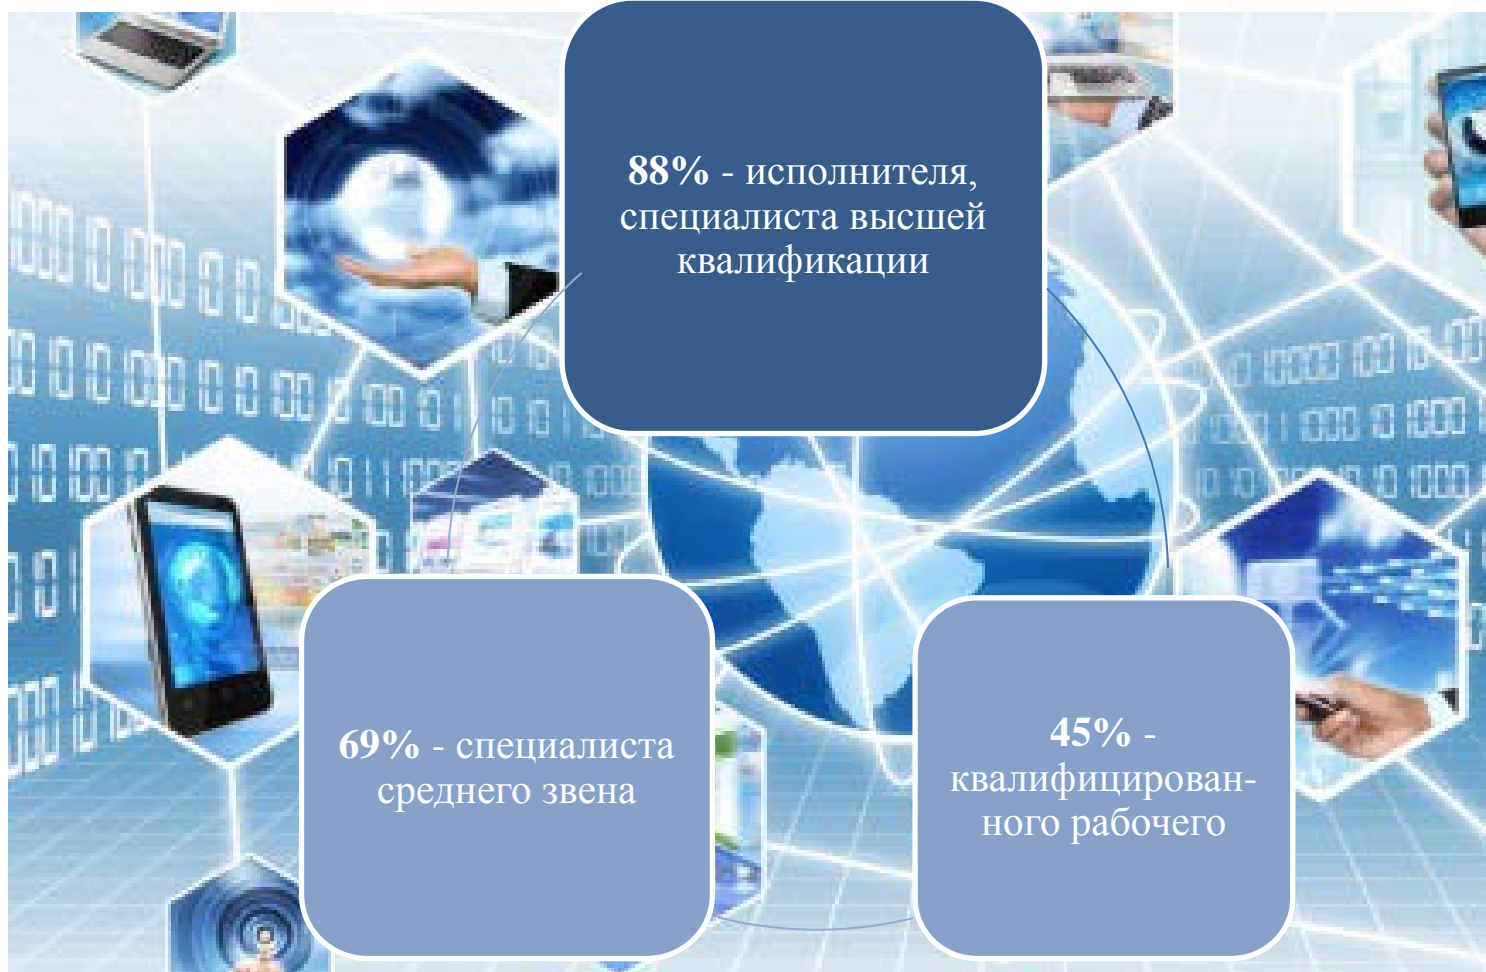 88% - исполнителя,
специалиста высшей
квалификации
69% - специалиста
среднего звена
45% -
квалифицирован-
ного рабочего